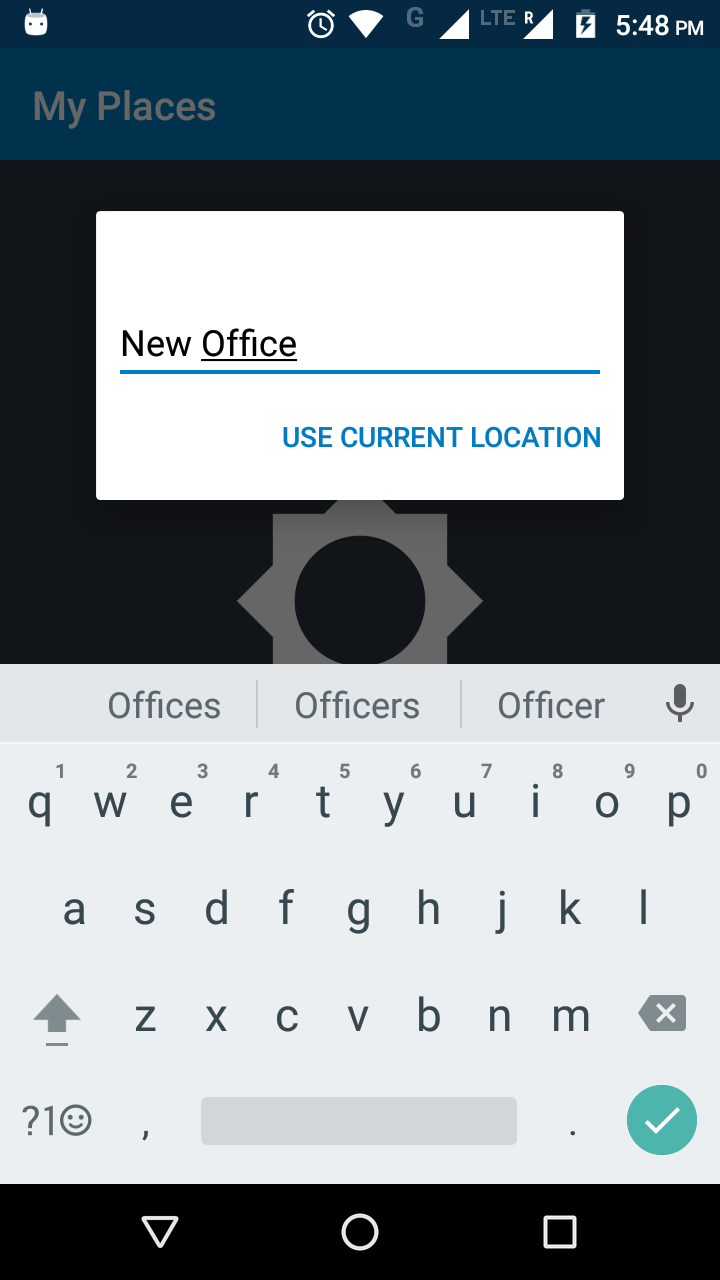 G LTE R 5:48 PM
My Places
New Office
USE CURRENT LOCATION
Offices Officers Officer
1 2 3 4 5 6 7 8 9 0
q w e r t y u i o p
a s d f g h j k l
z x c v b n m
?1☺ , .